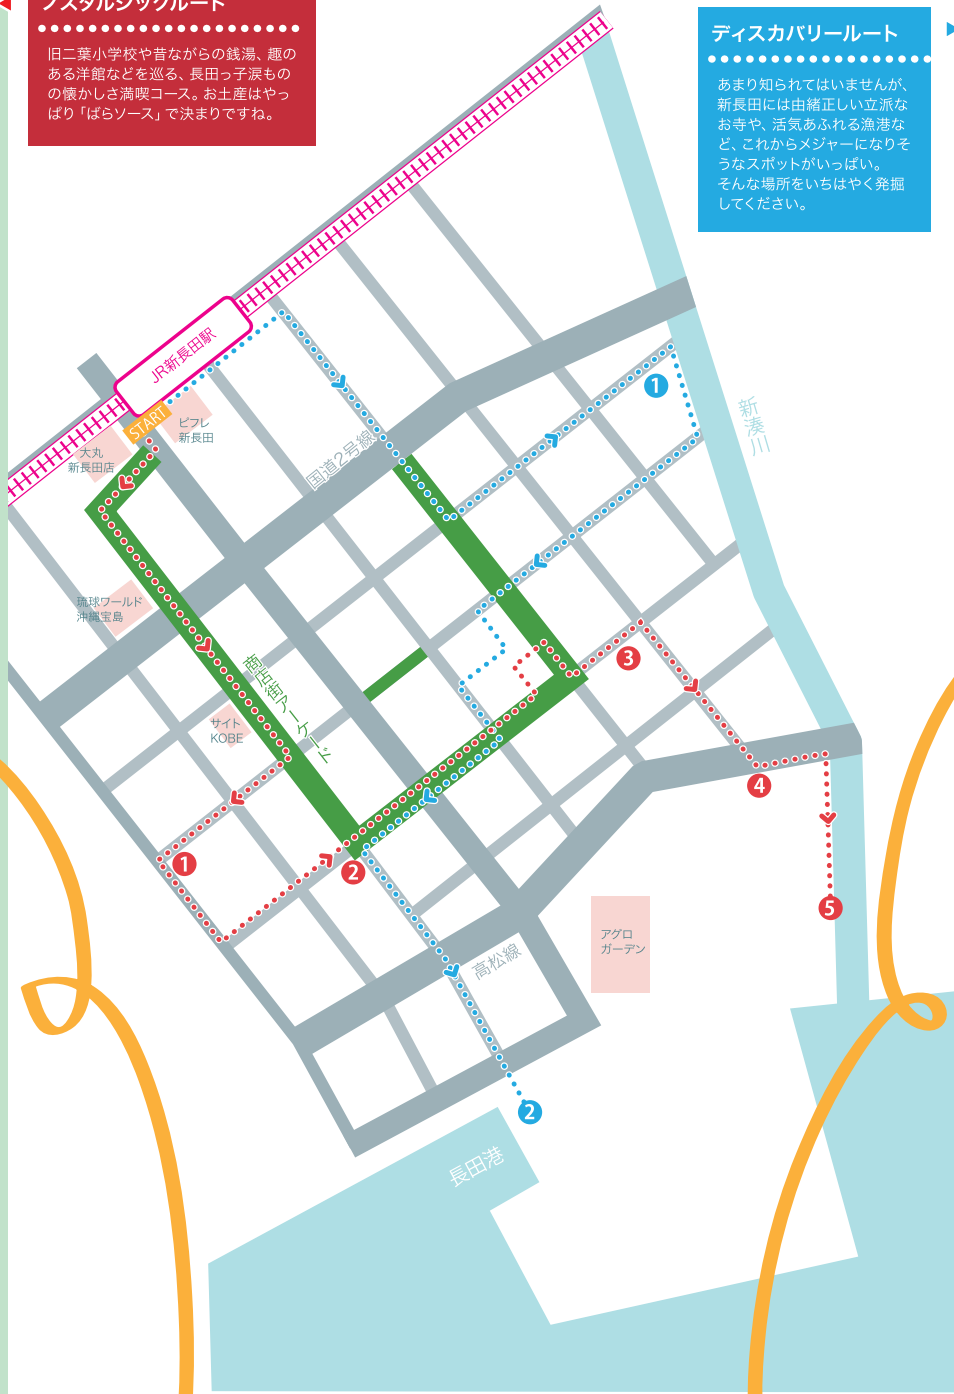 ノスタルジックルート
旧二葉小学校や昔ながらの銭湯、趣の
ある洋館などを巡る、長田っ子涙もの
の懐かしさ満喫コース。お土産はやっ
ぱり「ばらソース」で決まりですね。
ディスカバリールート
あまり知られてはいませんが、
新長田には由緒正しい立派な
お寺や、活気あふれる漁港な
ど、これからメジャーになりそ
うなスポットがいっぱい。
そんな場所をいちはやく発掘
してください。
JR新長田駅
START
ピフレ
新長田
大丸
新長田店
国道2号線
1
新湊川
琉球ワールド
沖縄宝島
商店街アーケード
サイト
KOBE
3
4
1
2
5
アグロ
ガーデン
高松線
2
長田港